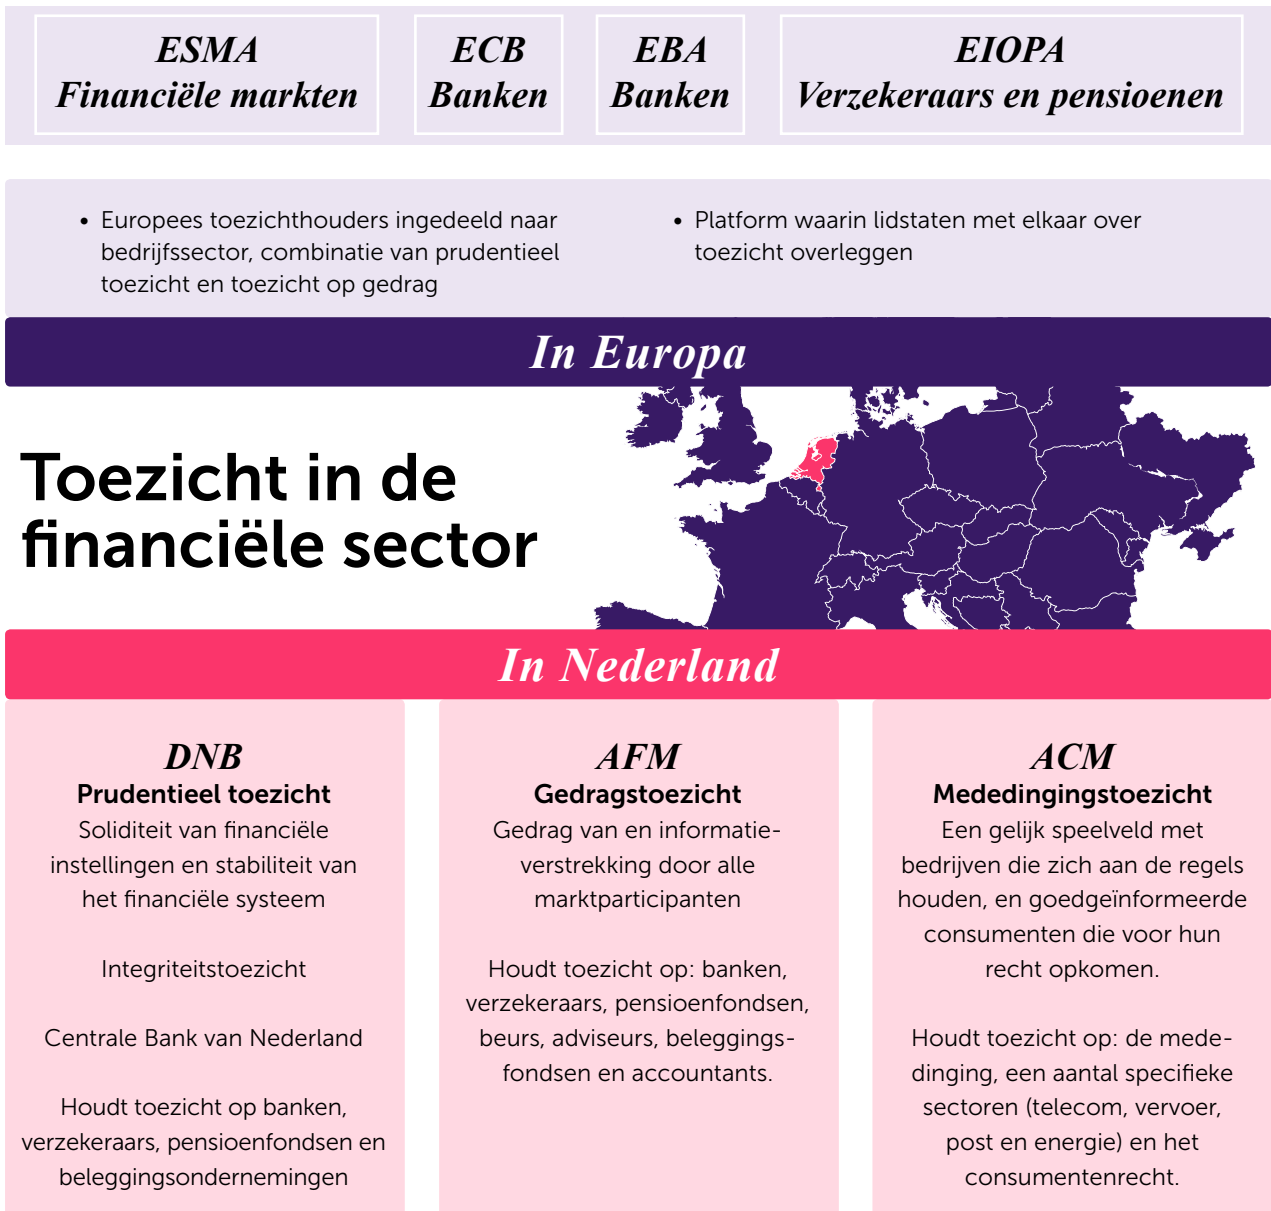 ESMA
Financiële markten
ECB
Banken
EBA
Banken
EIOPA
Verzekeraars en pensioenen
• Europees toezichthouders ingedeeld naar
bedrijfssector, combinatie van prudentieel
toezicht en toezicht op gedrag
• Platform waarin lidstaten met elkaar over
toezicht overleggen
In Europa
Toezicht in de
financiële sector
In Nederland
DNB
Prudentieel toezicht
Soliditeit van financiële
instellingen en stabiliteit van
het financiële systeem
Integriteitstoezicht
Centrale Bank van Nederland
Houdt toezicht op banken,
verzekeraars, pensioenfondsen en
beleggingsondernemingen
AFM
Gedragstoezicht
Gedrag van en informatie-
verstrekking door alle
marktparticipanten
Houdt toezicht op: banken,
verzekeraars, pensioenfondsen,
beurs, adviseurs, beleggings-
fondsen en accountants.
ACM
Mededingingstoezicht
Een gelijk speelveld met
bedrijven die zich aan de regels
houden, en goedgeïnformeerde
consumenten die voor hun
recht opkomen.
Houdt toezicht op: de mede-
dinging, een aantal specifieke
sectoren (telecom, vervoer,
post en energie) en het
consumentenrecht.